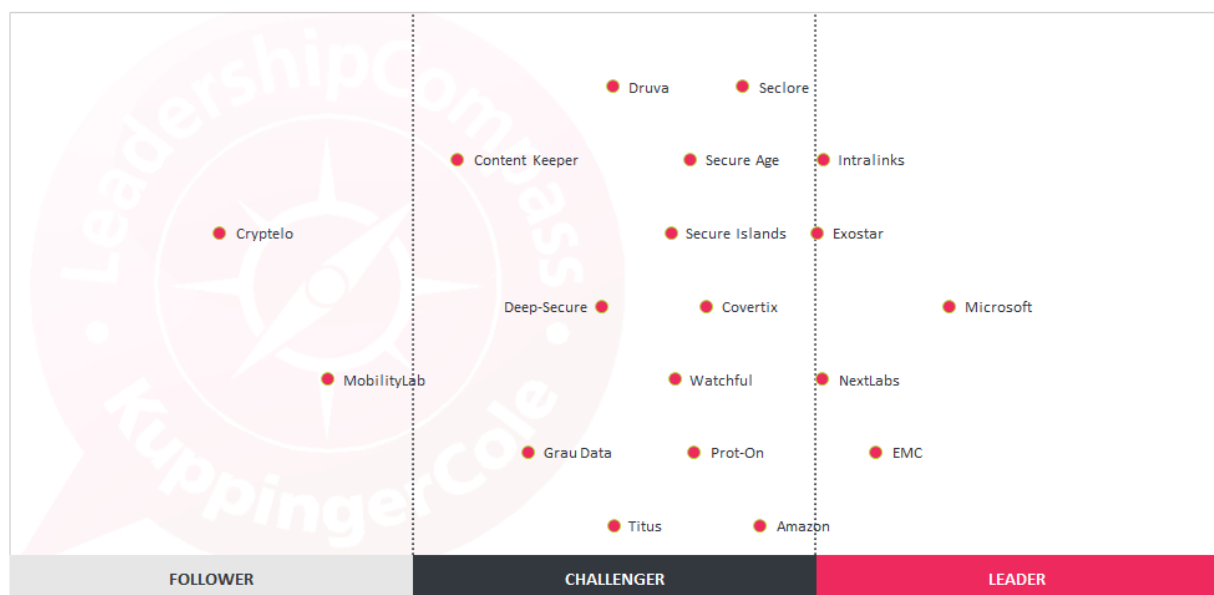 LeadershipCompass
KuppingerCole
Druva
Seclore
Content Keeper
Secure Age
Intralinks
Cryptelo
Secure Islands
Exostar
Deep-Secure
Covertix
Microsoft
MobilityLab
Watchful
NextLabs
Grau Data
Prot-On
EMC
Titus
Amazon
FOLLOWER
CHALLENGER
LEADER